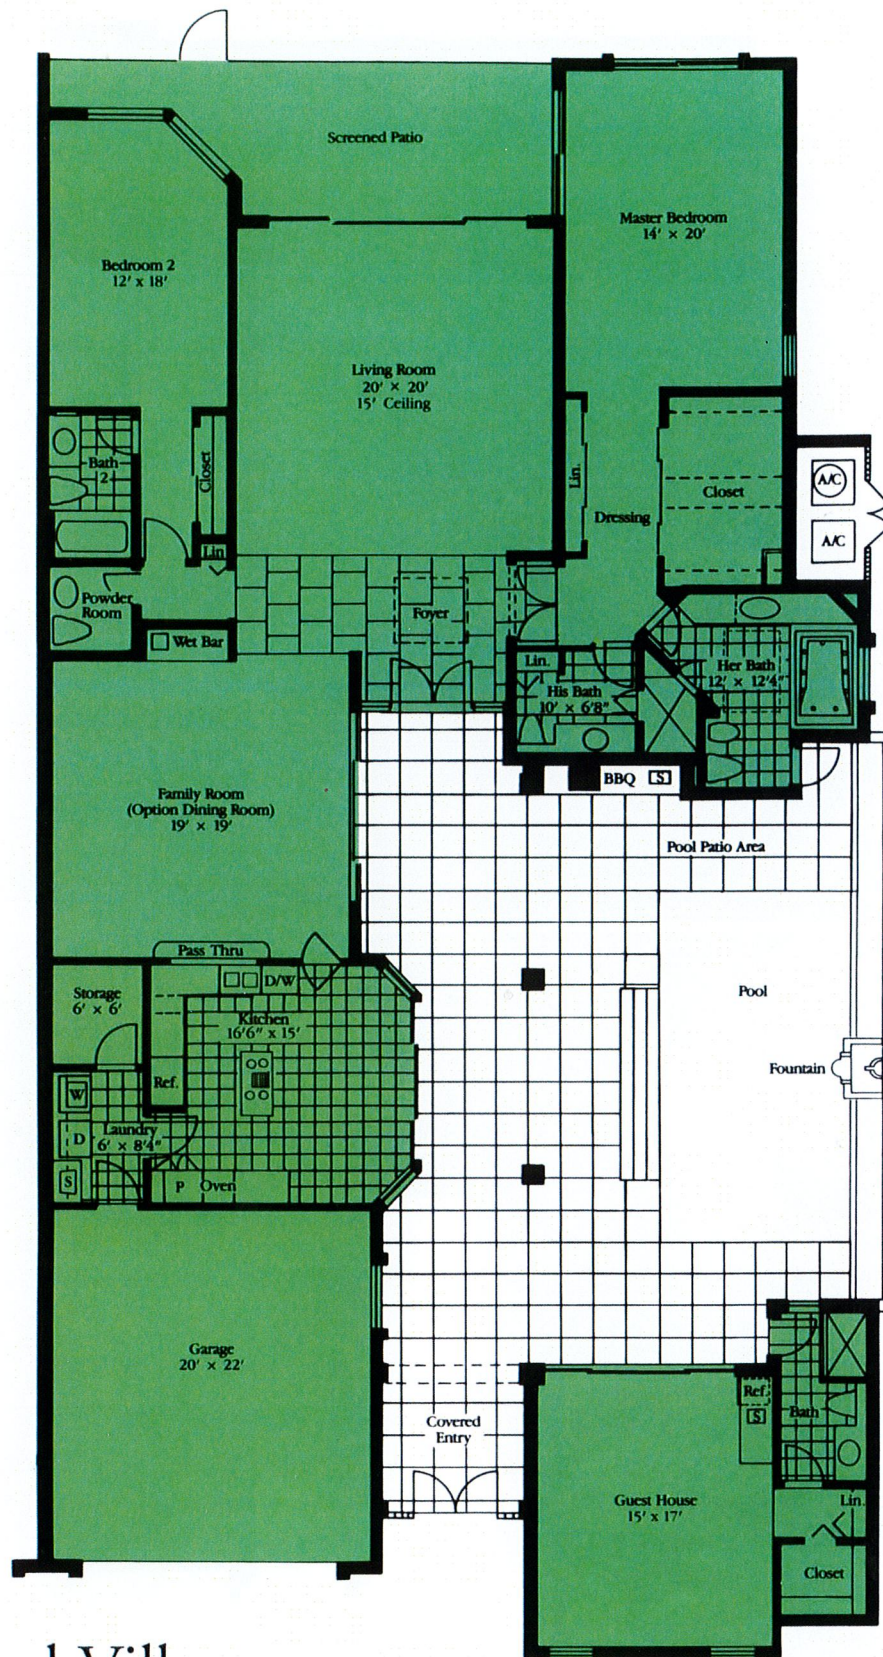 Screened Patio
Master Bedroom
14' × 20'
Bedroom 2
12' x 18'
Living Room
20' × 20'
15' Ceiling
Bath
2
Closet
Lin.
Closet
A/C
A/C
Dressing
Lin
Powder
Room
Foyer
Wet Bar
Lin.
His Bath
10' × 6'8"
Her Bath
12' × 12'4"
BBQ
S
Family Room
(Option Dining Room)
19' × 19'
Pool Patio Area
Pass Thru
D/W
Storage
6' × 6'
Kitchen
16'6" x 15'
Pool
Ref.
Fountain
W
Laundry
6' × 8'4"
D
S
P
Oven
Garage
20' × 22'
Ref.
S
Bath
Covered
Entry
Guest House
15' x 17'
Lin.
Closet